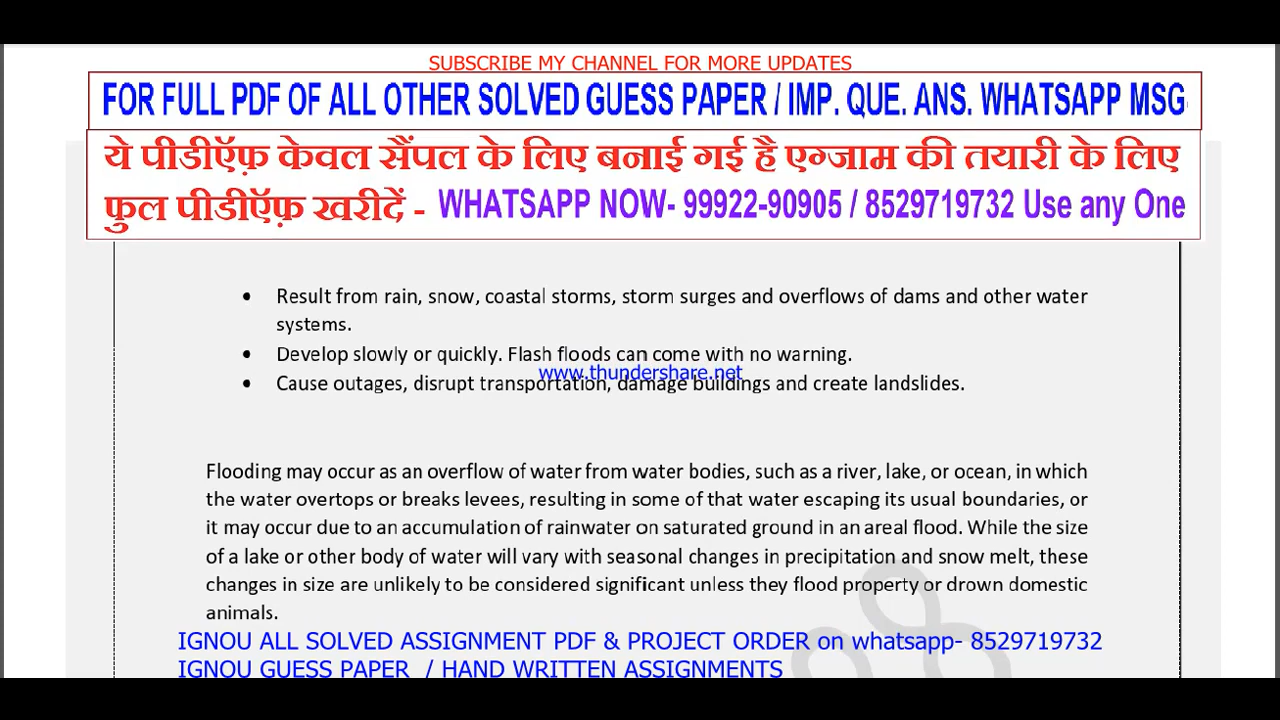 SUBSCRIBE MY CHANNEL FOR MORE UPDATES
FOR FULL PDF OF ALL OTHER SOLVED GUESS PAPER / IMP. QUE. ANS. WHATSAPP MSG
ये पीडीऍफ़ केवल सैंपल के लिए बनाई गई है एग्जाम की तयारी के लिए
फुल पीडीऍफ़ खरीदें - WHATSAPP NOW- 99922-90905 / 8529719732 Use any One
• Result from rain, snow, coastal storms, storm surges and overflows of dams and other water
systems.
• Develop slowly or quickly. Flash floods can come with no warning.
www.thundershare.net
• Cause outages, disrupt transportation, damage buildings and create landslides.
Flooding may occur as an overflow of water from water bodies, such as a river, lake, or ocean, in which
the water overtops or breaks levees, resulting in some of that water escaping its usual boundaries, or
it may occur due to an accumulation of rainwater on saturated ground in an areal flood. While the size
of a lake or other body of water will vary with seasonal changes in precipitation and snow melt, these
changes in size are unlikely to be considered significant unless they flood property or drown domestic
animals.
IGNOU ALL SOLVED ASSIGNMENT PDF & PROJECT ORDER on whatsapp- 8529719732
IGNOU GUESS PAPER / HAND WRITTEN ASSIGNMENTS